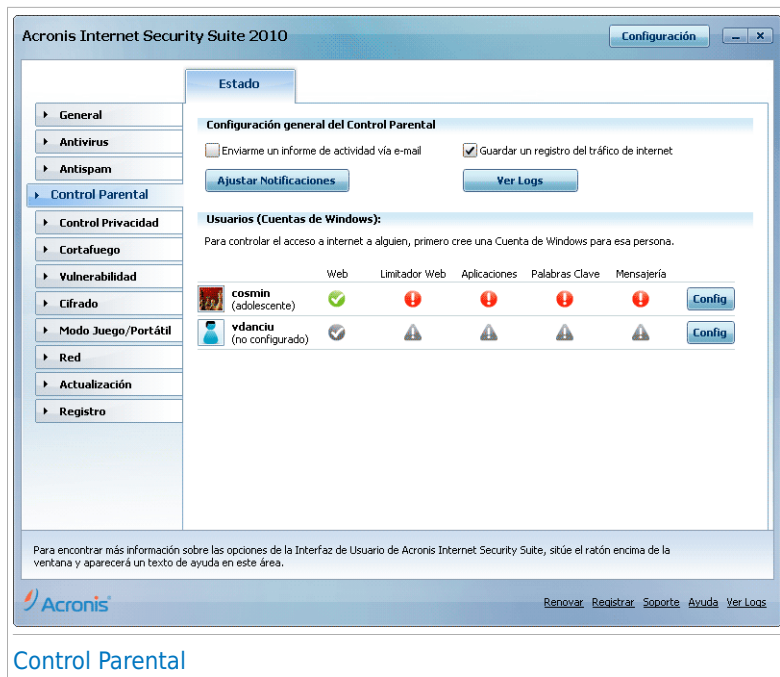 Acronis Internet Security Suite 2010
Configuración
Estado
General
Antivirus
Antispam
Control Parental
Control Privacidad
Cortafuego
Vulnerabilidad
Cifrado
Modo Juego/Portátil
Red
Actualización
Registro
Configuración general del Control Parental
Enviarme un informe de actividad vía e-mail
Guardar un registro del tráfico de internet
Ajustar Notificaciones
Ver Logs
Usuarios (Cuentas de Windows):
Para controlar el acceso a internet a alguien, primero cree una Cuenta de Windows para esa persona.
Web Limitador Web Aplicaciones Palabras Clave Mensajería
cosmin
(adolescente)
Config
vdanciu
(no configurado)
Config
Para encontrar más información sobre las opciones de la Interfaz de Usuario de Acronis Internet Security Suite, sitúe el ratón encima de la
ventana y aparecerá un texto de ayuda en este área.
Acronis
Renovar Registrar Soporte Ayuda Ver Logs
Control Parental